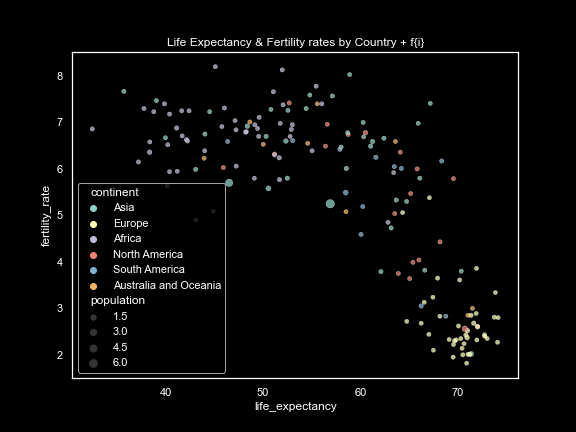 Life Expectancy & Fertility rates by Country + f{i}
8
7
6
5
4
3
2
fertility_rate
continent
Asia
Europe
Africa
North America
South America
Australia and Oceania
population
1.5
3.0
4.5
6.0
40
50
60
70
life_expectancy